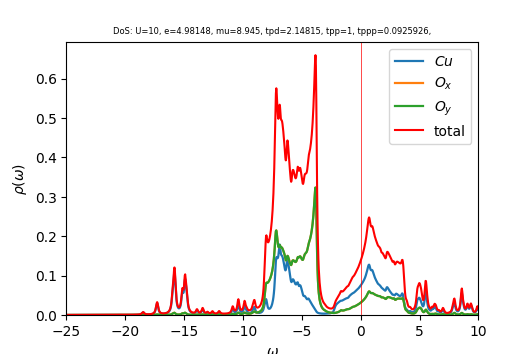 DoS: U=10, e=4.98148, mu=8.945, tpd=2.14815, tpp=1, tppp=0.0925926,
ρ(ω)
0.6
0.5
0.4
0.3
0.2
0.1
0.0
Cu
Oₓ
O_y
total
−25 −20 −15 −10 −5 0 5 10
ω